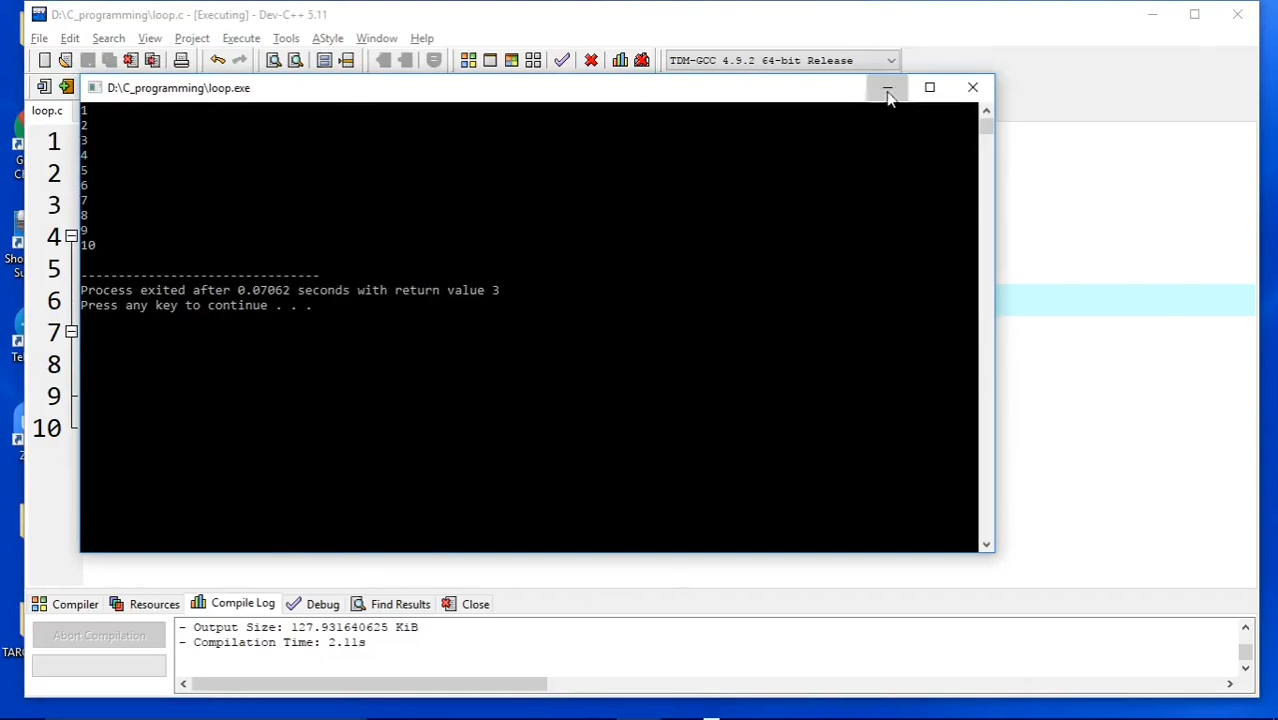 D:\C_programming\loop.c - [Executing] - Dev-C++ 5.11
File Edit Search View Project Execute Tools AStyle Window Help
TDM-GCC 4.9.2 64-bit Release
D:\C_programming\loop.exe
loop.c
1
2
3
4
5
6
7
8
9
10
1
2
3
4
5
6
7
8
9
10
--------------------------------
Process exited after 0.07062 seconds with return value 3
Press any key to continue . . .
Compiler Resources Compile Log Debug Find Results Close
Abort Compilation
- Output Size: 127.931640625 KiB
- Compilation Time: 2.11s